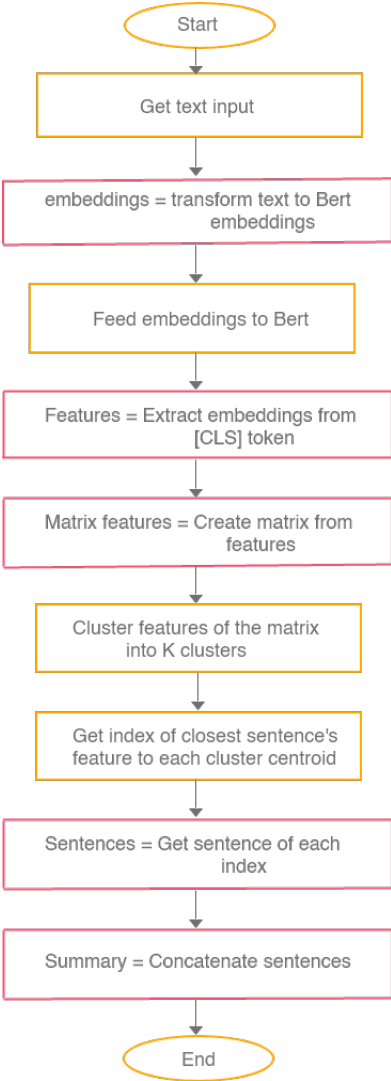 Start
Get text input
embeddings = transform text to Bert
embeddings
Feed embeddings to Bert
Features = Extract embeddings from
[CLS] token
Matrix features = Create matrix from
features
Cluster features of the matrix
into K clusters
Get index of closest sentence's
feature to each cluster centroid
Sentences = Get sentence of each
index
Summary = Concatenate sentences
End